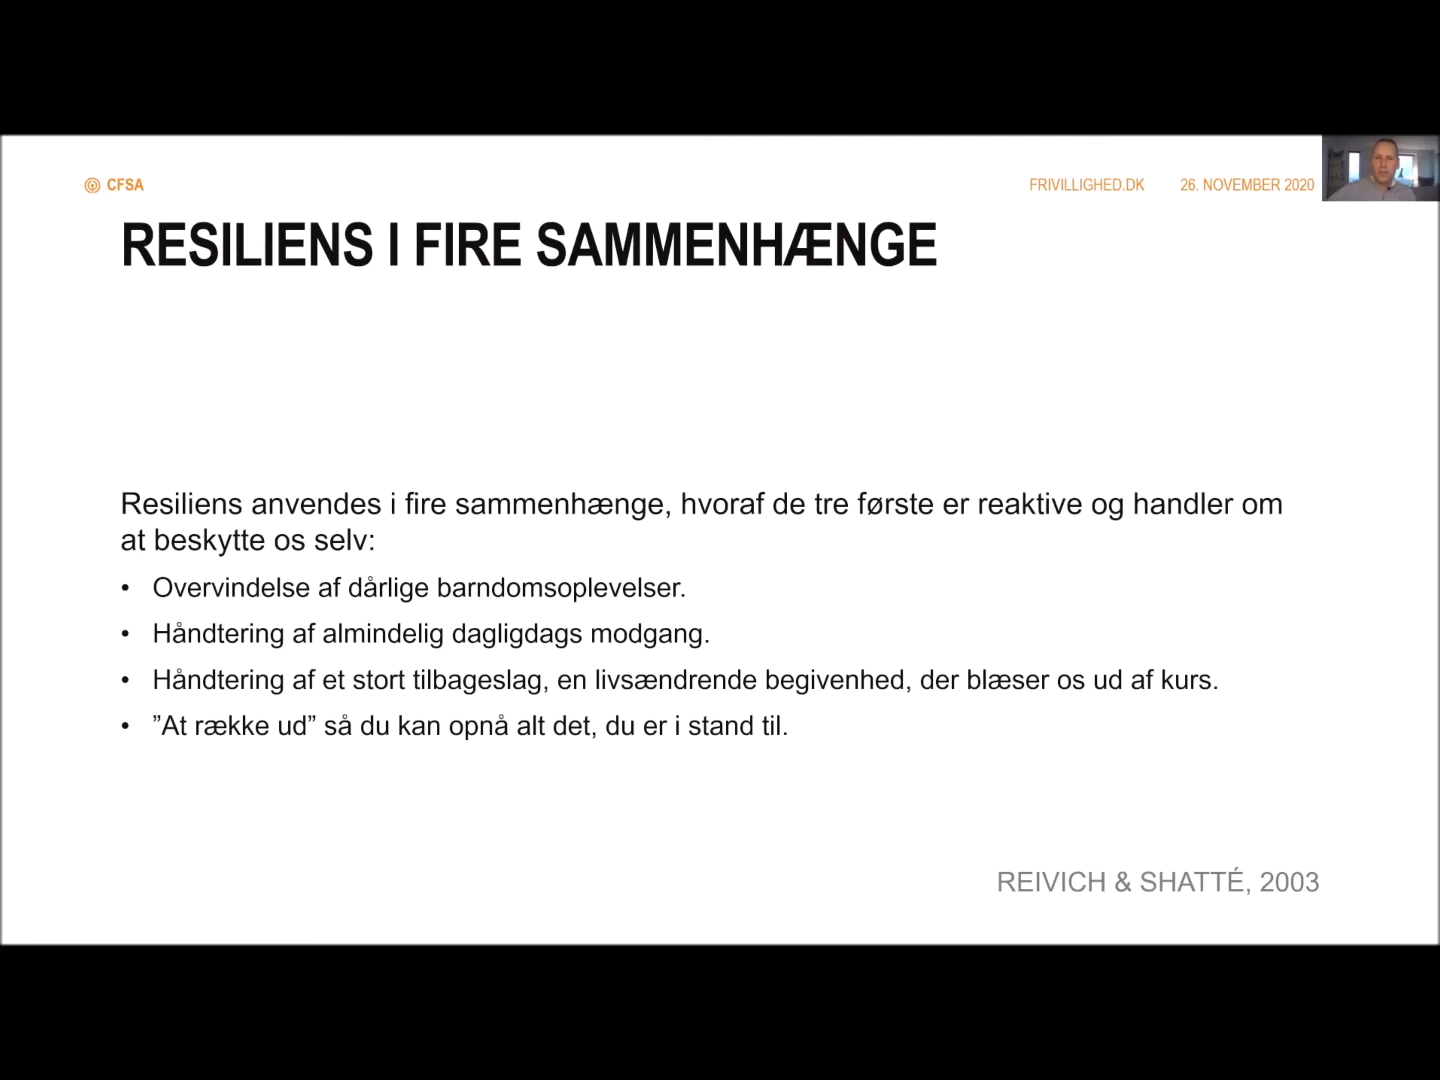 CFSA
FRIVILLIGHED.DK 26. NOVEMBER 2020
RESILIENS I FIRE SAMMENHÆNGE
Resiliens anvendes i fire sammenhænge, hvoraf de tre første er reaktive og handler om
at beskytte os selv:
• Overvindelse af dårlige barndomsoplevelser.
• Håndtering af almindelig dagligdags modgang.
• Håndtering af et stort tilbageslag, en livsændrende begivenhed, der blæser os ud af kurs.
• ”At række ud” så du kan opnå alt det, du er i stand til.
REIVICH & SHATTÉ, 2003